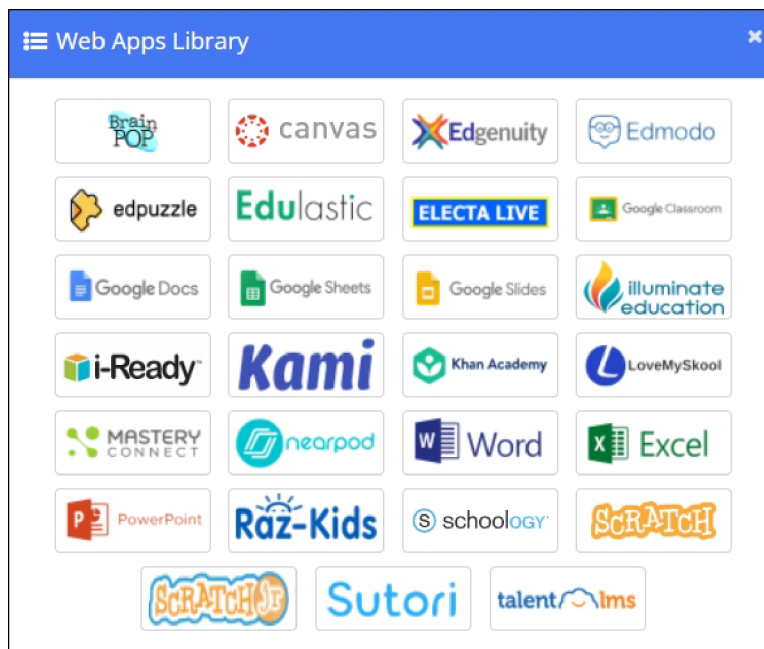 Web Apps Library
Brain
POP
canvas
Edgenuity
Edmodo
edpuzzle
Edulastic
ELECTA LIVE
Google Classroom
Google Docs
Google Sheets
Google Slides
illuminate
education
i-Ready™
Kami
Khan Academy
L
LoveMySkool
MASTERY
CONNECT
nearpod
W
Word
X
Excel
P
PowerPoint
Raz-Kids
S
schoology
SCRATCH
SCRATCH Jr
Sutori
talent lms